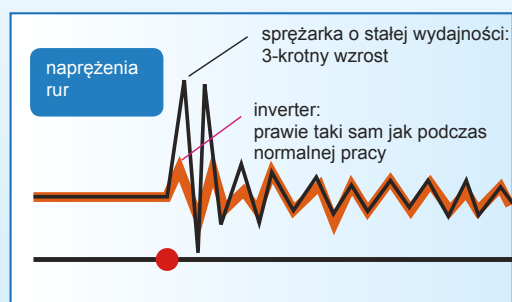 naprężenia
rur
sprężarka o stałej wydajności:
3-krotny wzrost
inverter:
prawie taki sam jak podczas
normalnej pracy